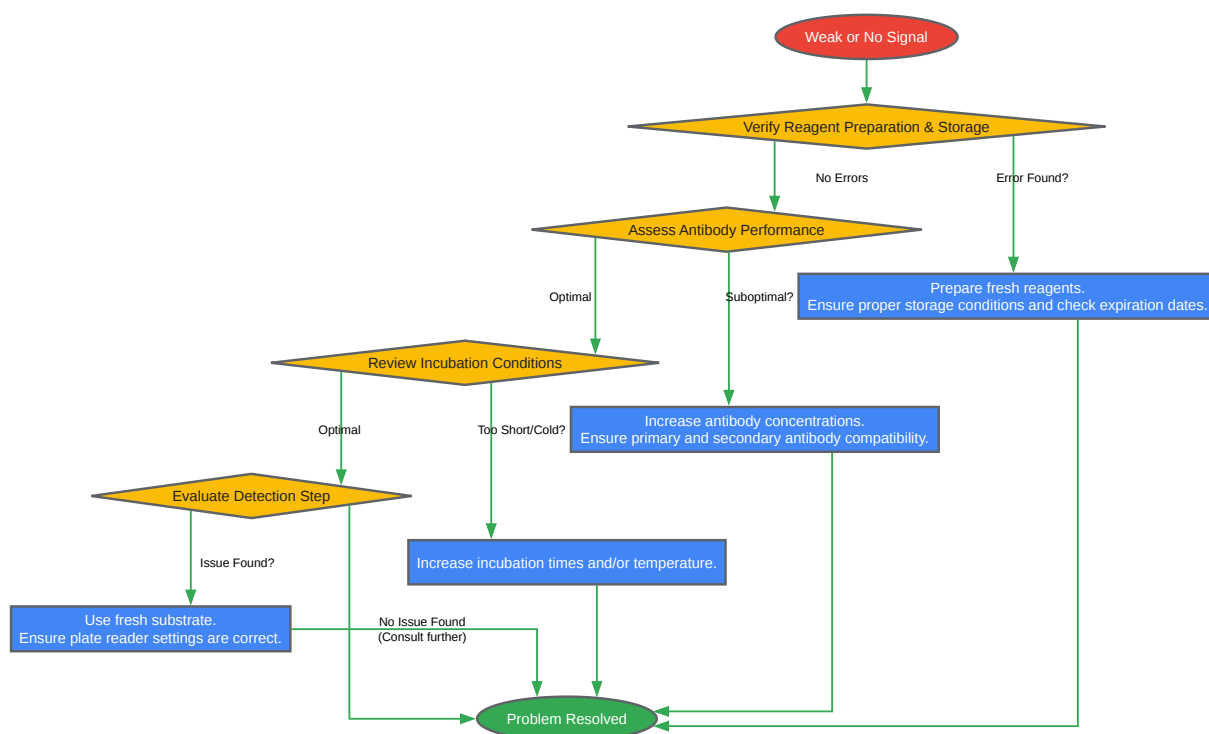 Weak or No Signal
Verify Reagent Preparation & Storage
No Errors
Error Found?
Assess Antibody Performance
Optimal
Suboptimal?
Prepare fresh reagents.
Ensure proper storage conditions and check expiration dates.
Review Incubation Conditions
Optimal
Too Short/Cold?
Increase antibody concentrations.
Ensure primary and secondary antibody compatibility.
Evaluate Detection Step
Issue Found?
Increase incubation times and/or temperature.
Use fresh substrate.
Ensure plate reader settings are correct.
No Issue Found
(Consult further)
Problem Resolved